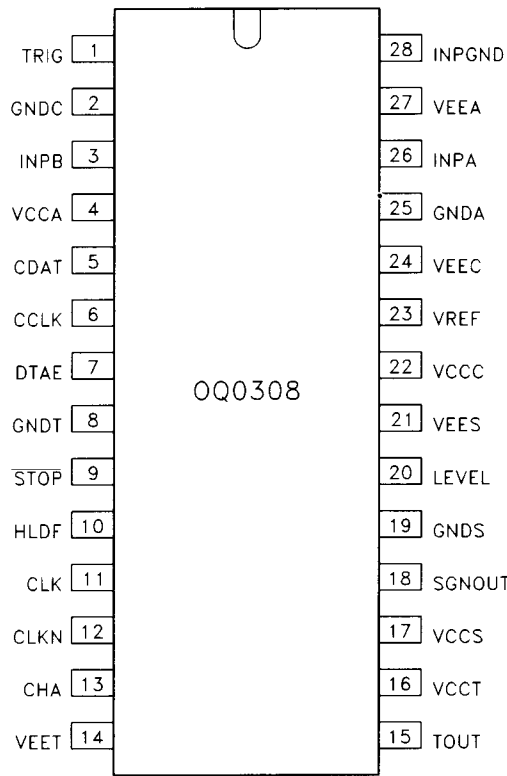 TRIG 1 28 INPGND
GNDC 2 27 VEEA
INPB 3 26 INPA
VCCA 4 25 GNDA
CDAT 5 24 VEEC
CCLK 6 23 VREF
DTAE 7 22 VCCC
OQ0308
GNDT 8 21 VEES
STOP 9 20 LEVEL
HLDF 10 19 GNDS
CLK 11 18 SGNOUT
CLKN 12 17 VCCS
CHA 13 16 VCCT
VEET 14 15 TOUT